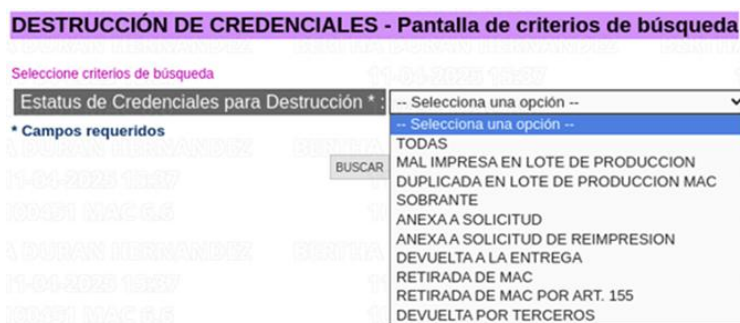 DESTRUCCIÓN DE CREDENCIALES - Pantalla de criterios de búsqueda
Seleccione criterios de búsqueda
Estatus de Credenciales para Destrucción * : -- Selecciona una opción --
* Campos requeridos
BUSCAR
-- Selecciona una opción --
TODAS
MAL IMPRESA EN LOTE DE PRODUCCION
DUPLICADA EN LOTE DE PRODUCCION MAC
SOBRANTE
ANEXA A SOLICITUD
ANEXA A SOLICITUD DE REIMPRESION
DEVUELTA A LA ENTREGA
RETIRADA DE MAC
RETIRADA DE MAC POR ART. 155
DEVUELTA POR TERCEROS